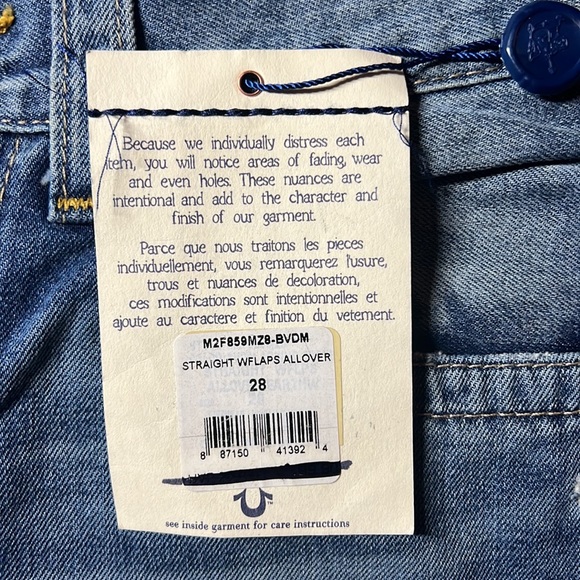 Because we individually distress each
item, you will notice areas of fading, wear
and even holes. These nuances are
intentional and add to the character and
finish of our garment.
Parce que nous traitons les pieces
individuellement, vous remarquerez l'usure,
trous et nuances de decoloration,
ces modifications sont intentionelles et
ajoute au caractere et finition du vetement.
M2F859MZ8-BVDM
STRAIGHT WFLAPS ALLOVER
28
8 87150 41392 4
TM
see inside garment for care instructions